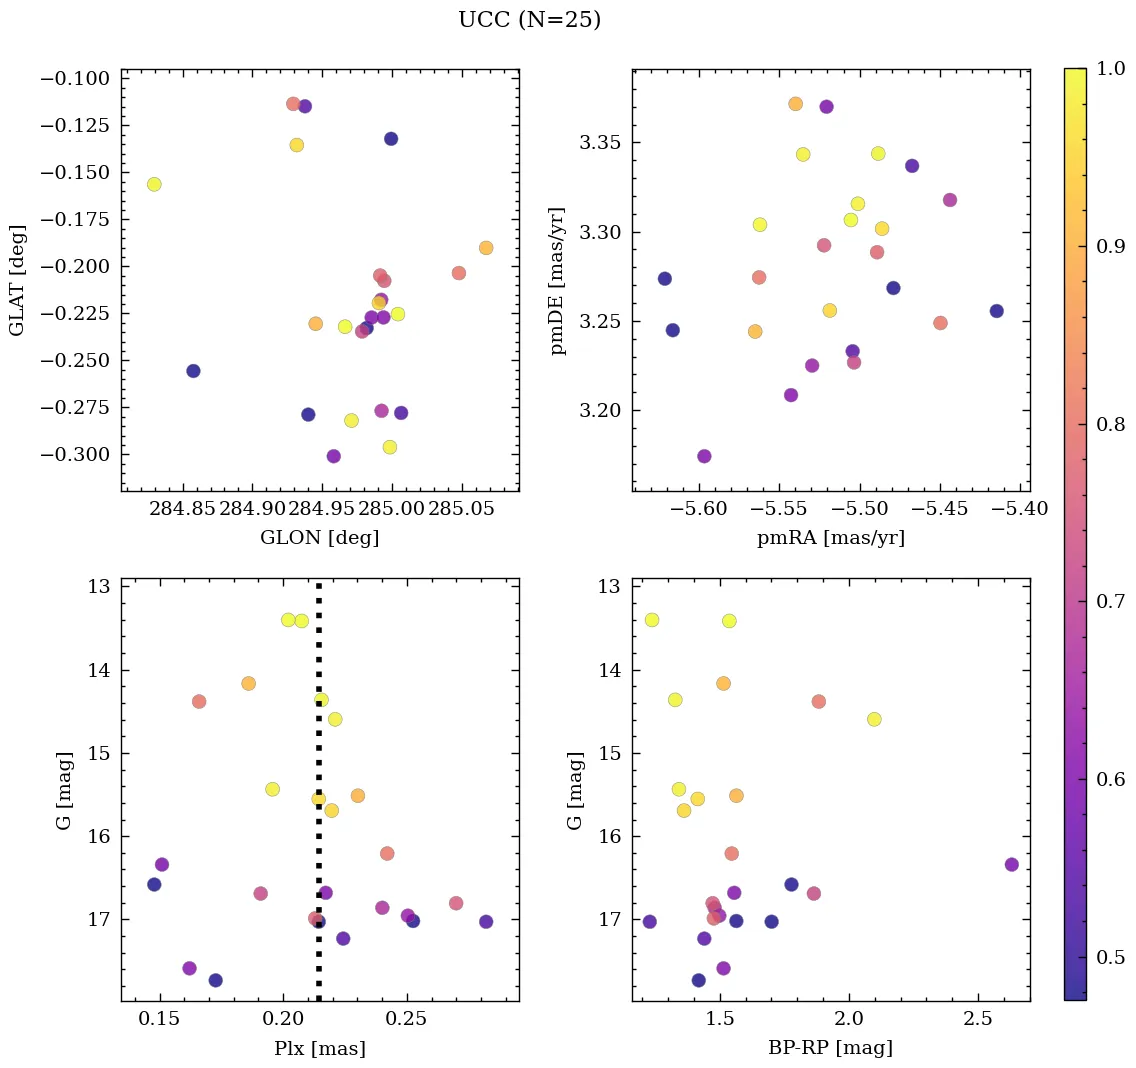 UCC (N=25)
−0.100
−0.125
−0.150
−0.175
−0.200
−0.225
−0.250
−0.275
−0.300
GLAT [deg]
284.85 284.90 284.95 285.00 285.05
GLON [deg]
3.35
3.30
3.25
3.20
pmDE [mas/yr]
−5.60 −5.55 −5.50 −5.45 −5.40
pmRA [mas/yr]
13
14
15
16
17
G [mag]
0.15 0.20 0.25
Plx [mas]
13
14
15
16
17
G [mag]
1.5 2.0 2.5
BP-RP [mag]
1.0
0.9
0.8
0.7
0.6
0.5